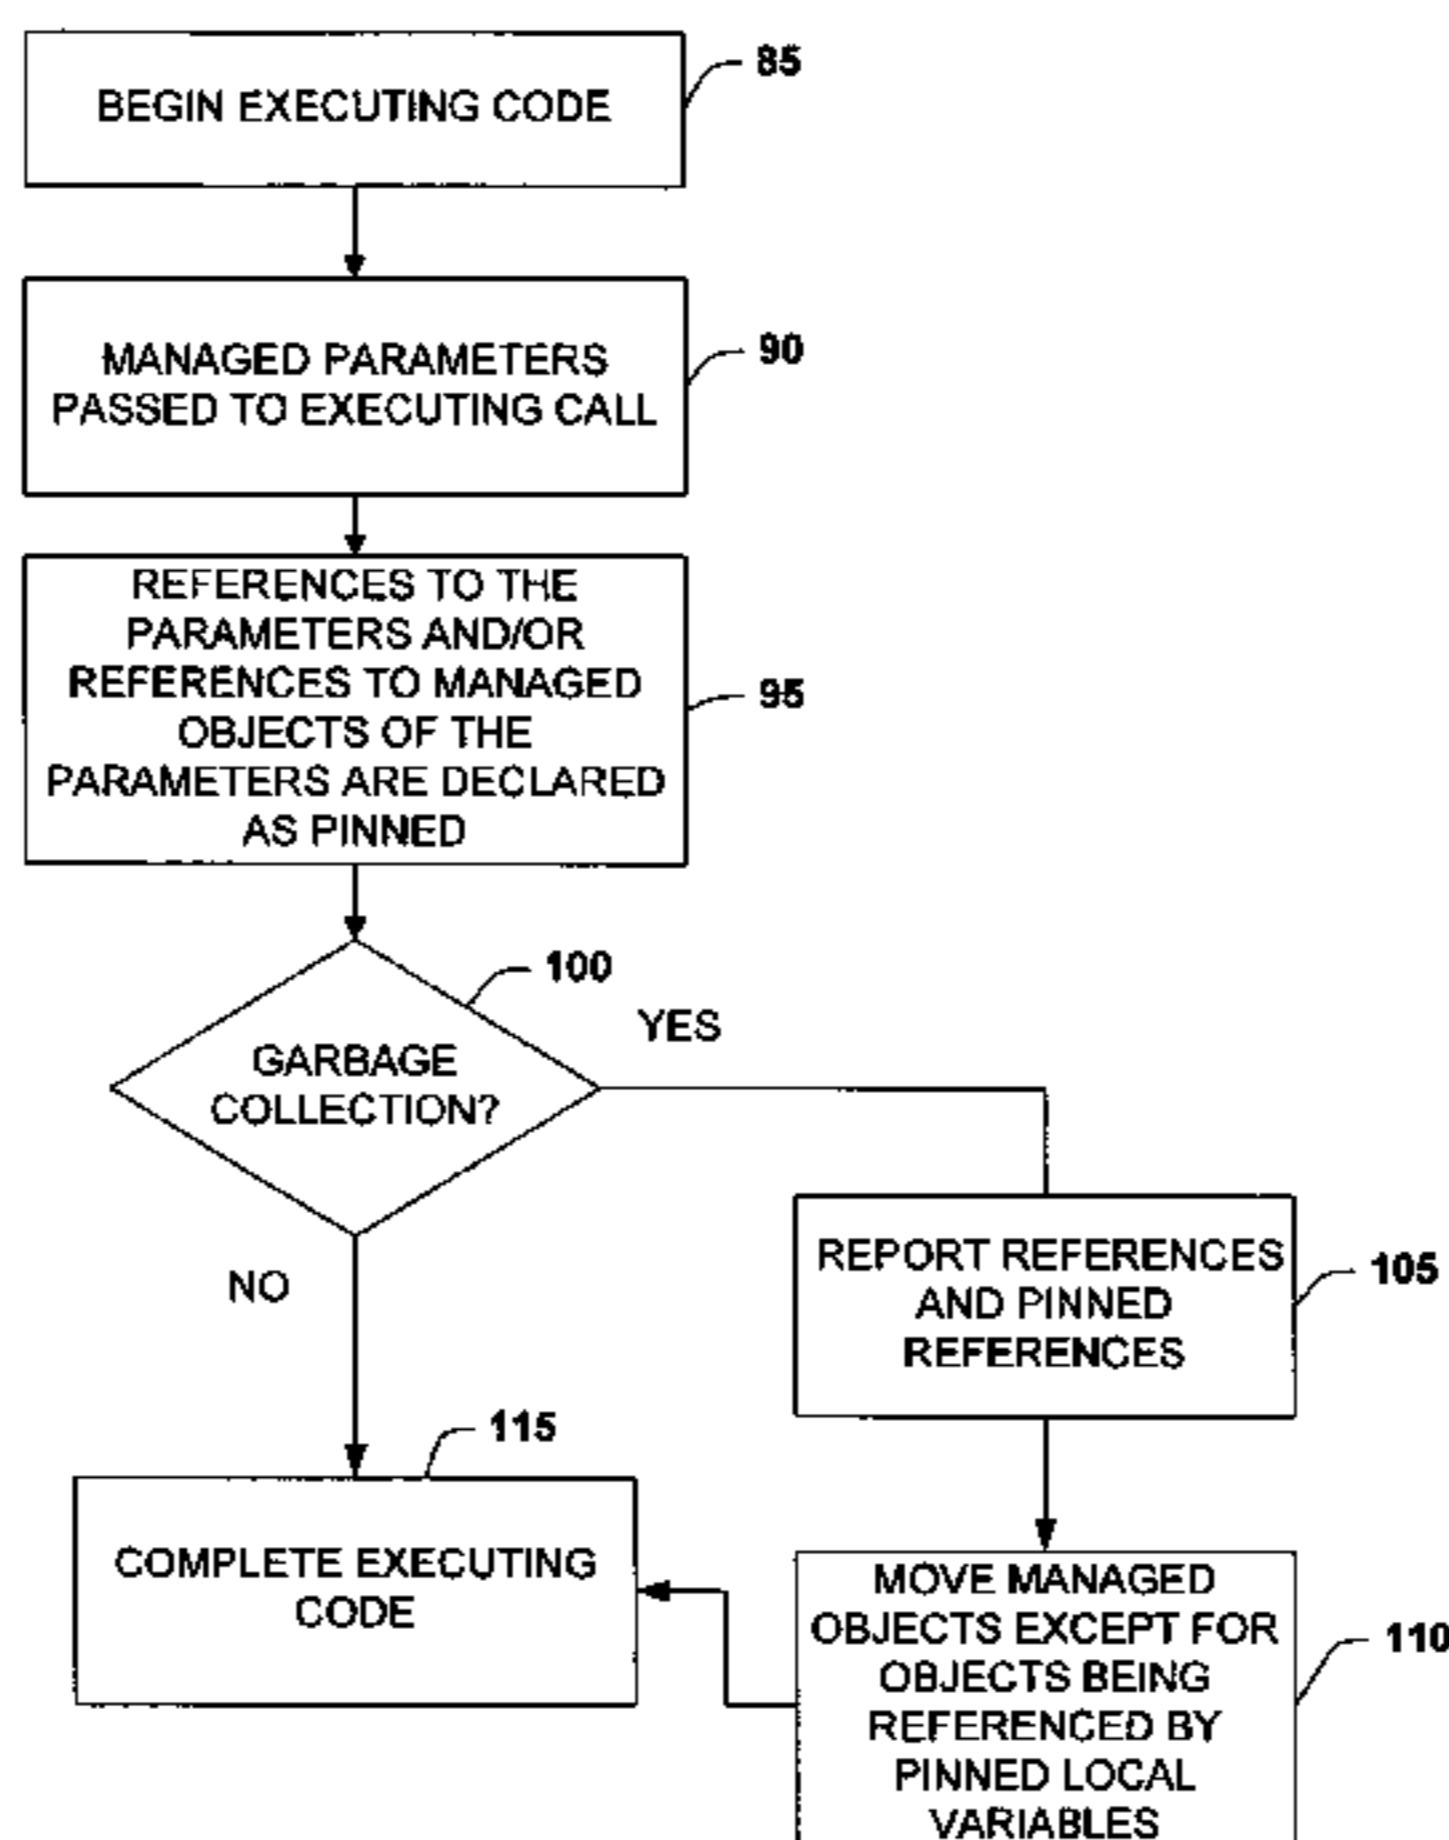 BEGIN EXECUTING CODE
85
MANAGED PARAMETERS
PASSED TO EXECUTING CALL
90
REFERENCES TO THE
PARAMETERS AND/OR
REFERENCES TO MANAGED
OBJECTS OF THE
PARAMETERS ARE DECLARED
AS PINNED
95
100
GARBAGE
COLLECTION?
YES
NO
REPORT REFERENCES
AND PINNED
REFERENCES
105
115
COMPLETE EXECUTING
CODE
MOVE MANAGED
OBJECTS EXCEPT FOR
OBJECTS BEING
REFERENCED BY
PINNED LOCAL
VARIABLES
110